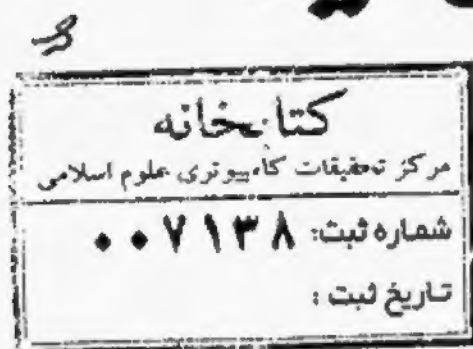 کتابخانه
مرکز تحقیقات کامپیوتری علوم اسلامی
شماره ثبت: ۰۰۷۱۳۸
تاریخ ثبت :